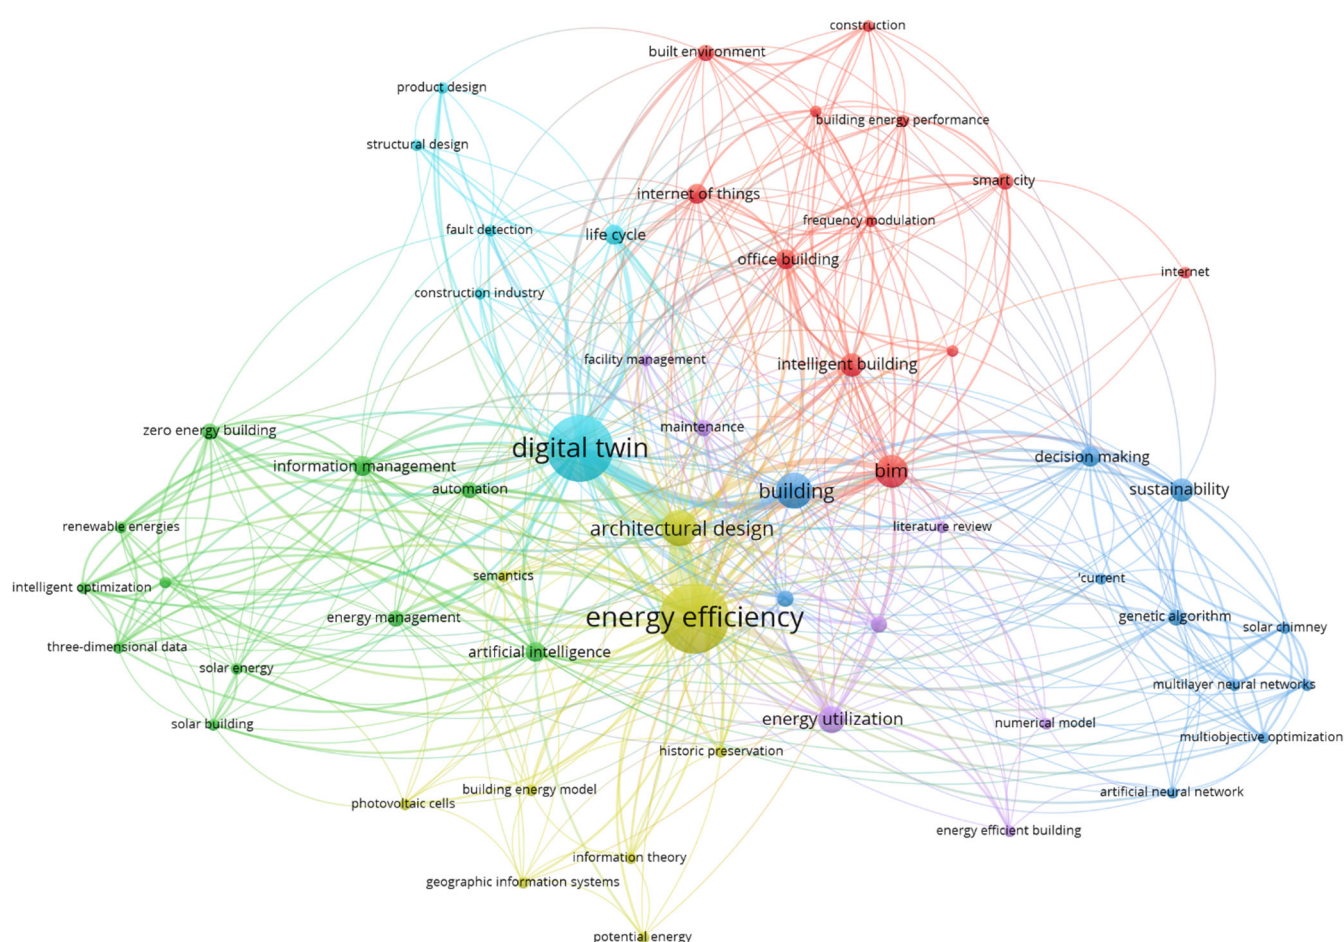 construction
built environment
product design
building energy performance
structural design
smart city
internet of things
frequency modulation
fault detection
life cycle
office building
internet
construction industry
facility management
intelligent building
maintenance
zero energy building
digital twin
decision making
information management
bim
automation
building
sustainability
renewable energies
architectural design
literature review
semantics
'current
intelligent optimization
energy management
energy efficiency
genetic algorithm
solar chimney
three-dimensional data
artificial intelligence
solar energy
multilayer neural networks
solar building
energy utilization
numerical model
multiobjective optimization
historic preservation
building energy model
artificial neural network
photovoltaic cells
energy efficient building
information theory
geographic information systems
potential energy